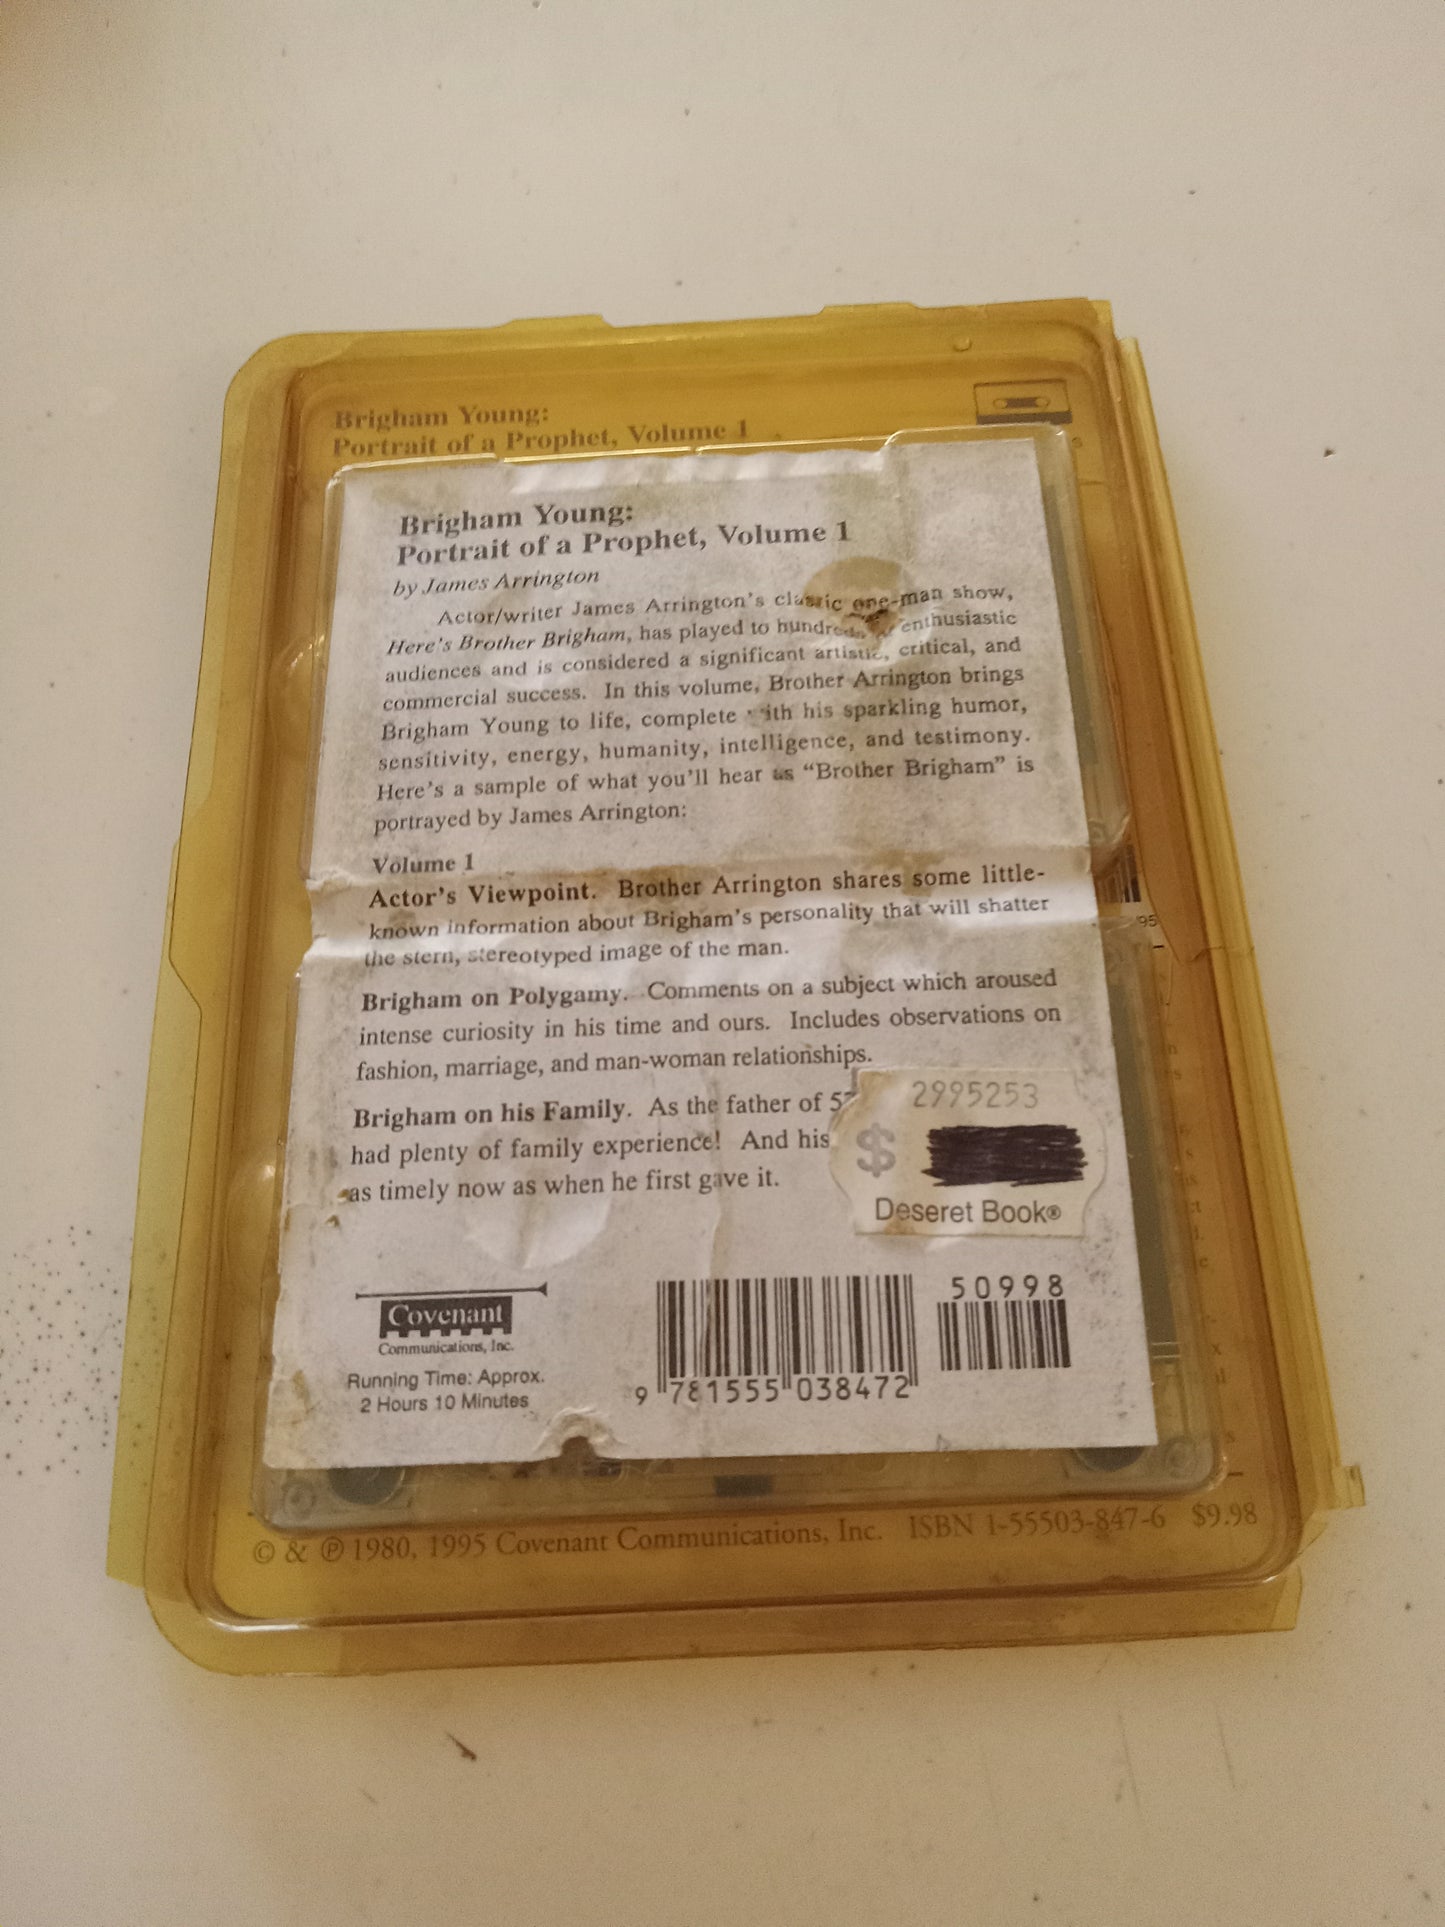 Brigham Young:
Portrait of a Prophet, Volume 1
Brigham Young:
Portrait of a Prophet, Volume 1
by James Arrington
Actor/writer James Arrington's classic one-man show,
Here's Brother Brigham, has played to hundreds of enthusiastic
audiences and is considered a significant artistic, critical, and
commercial success. In this volume, Brother Arrington brings
Brigham Young to life, complete with his sparkling humor,
sensitivity, energy, humanity, intelligence, and testimony.
Here's a sample of what you'll hear as "Brother Brigham" is
portrayed by James Arrington:
Volume 1
Actor's Viewpoint. Brother Arrington shares some little-
known information about Brigham's personality that will shatter
the stern, stereotyped image of the man.
Brigham on Polygamy. Comments on a subject which aroused
intense curiosity in his time and ours. Includes observations on
fashion, marriage, and man-woman relationships.
Brigham on his Family. As the father of
had plenty of family experience! And his
as timely now as when he first gave it.
2995253
$
Deseret Book®
Covenant
Communications, Inc.
Running Time: Approx.
2 Hours 10 Minutes
50998
9 781555 038472
95
© & ℗ 1980, 1995 Covenant Communications, Inc. ISBN 1-55503-847-6 $9.98